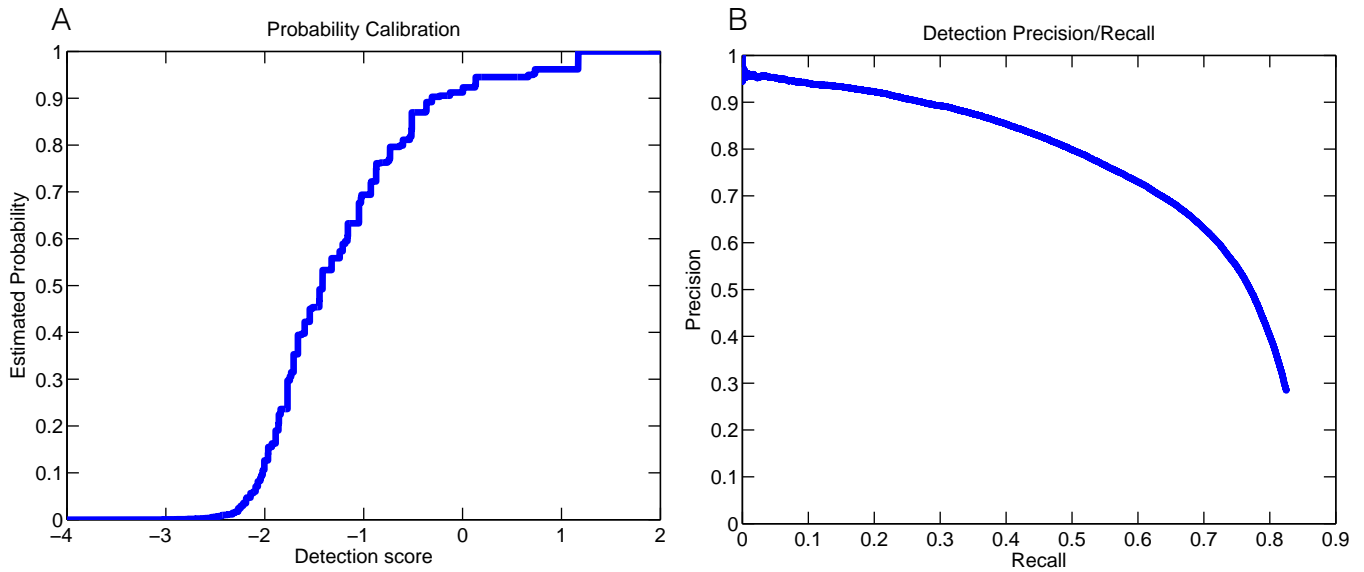 A
Probability Calibration
Estimated Probability
1
0.9
0.8
0.7
0.6
0.5
0.4
0.3
0.2
0.1
0
−4 −3 −2 −1 0 1 2
Detection score
B
Detection Precision/Recall
Precision
1
0.9
0.8
0.7
0.6
0.5
0.4
0.3
0.2
0.1
0
0 0.1 0.2 0.3 0.4 0.5 0.6 0.7 0.8 0.9
Recall